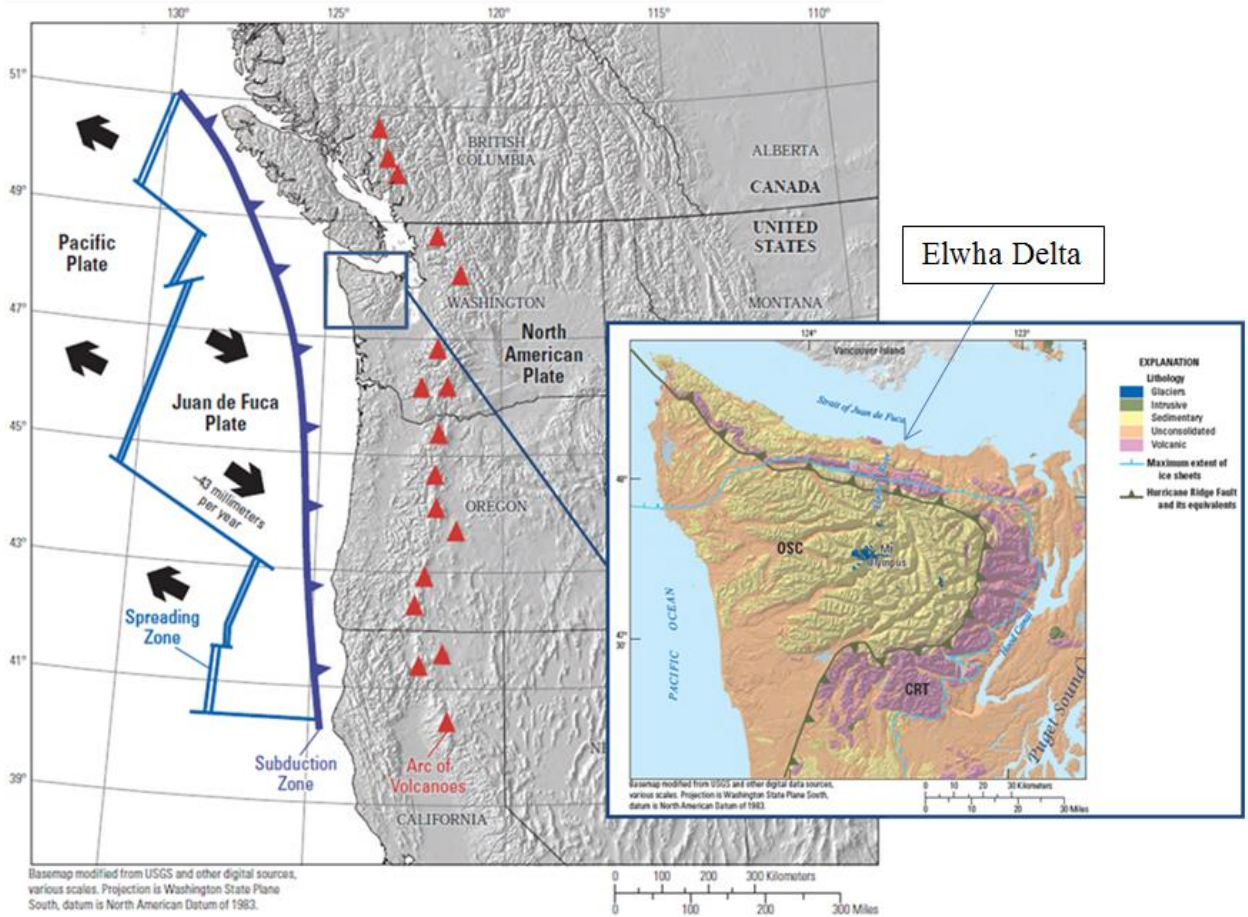 130°
125°
120°
115°
110°
51°
49°
47°
45°
43°
41°
39°
BRITISH
COLUMBIA
ALBERTA
CANADA
UNITED
STATES
MONTANA
WASHINGTON
OREGON
CALIFORNIA
Pacific
Plate
North
American
Plate
Juan de Fuca
Plate
~43 millimeters
per year
Spreading
Zone
Subduction
Zone
Arc of
Volcanoes
Elwha Delta
124°
123°
Vancouver Island
Strait of Juan de Fuca
48°
OSC
Mt
Olympus
PACIFIC OCEAN
47°
30'
CRT
Hood Canal
Puget Sound
EXPLANATION
Lithology
Glaciers
Intrusive
Sedimentary
Unconsolidated
Volcanic
Maximum extent of
ice sheets
Hurricane Ridge Fault
and its equivalents
Basemap modified from USGS and other digital data sources,
various scales. Projection is Washington State Plane South,
datum is North American Datum of 1983.
0 10 20 30 Kilometers
0 10 20 30 Miles
Basemap modified from USGS and other digital sources,
various scales. Projection is Washington State Plane
South, datum is North American Datum of 1983.
0 100 200 300 Kilometers
0 100 200 300 Miles